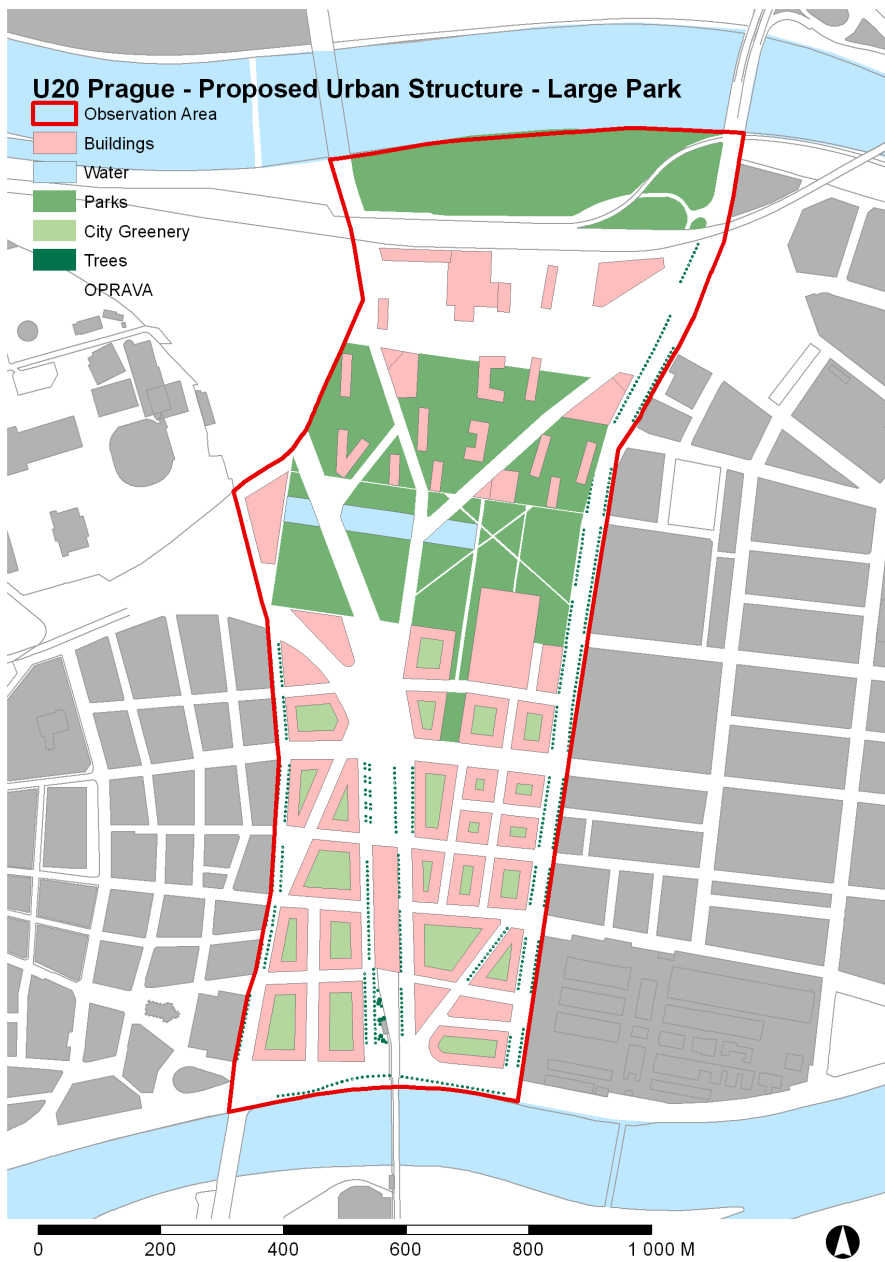 U20 Prague - Proposed Urban Structure - Large Park
Observation Area
Buildings
Water
Parks
City Greenery
Trees
OPRAVA
0 200 400 600 800 1 000 M